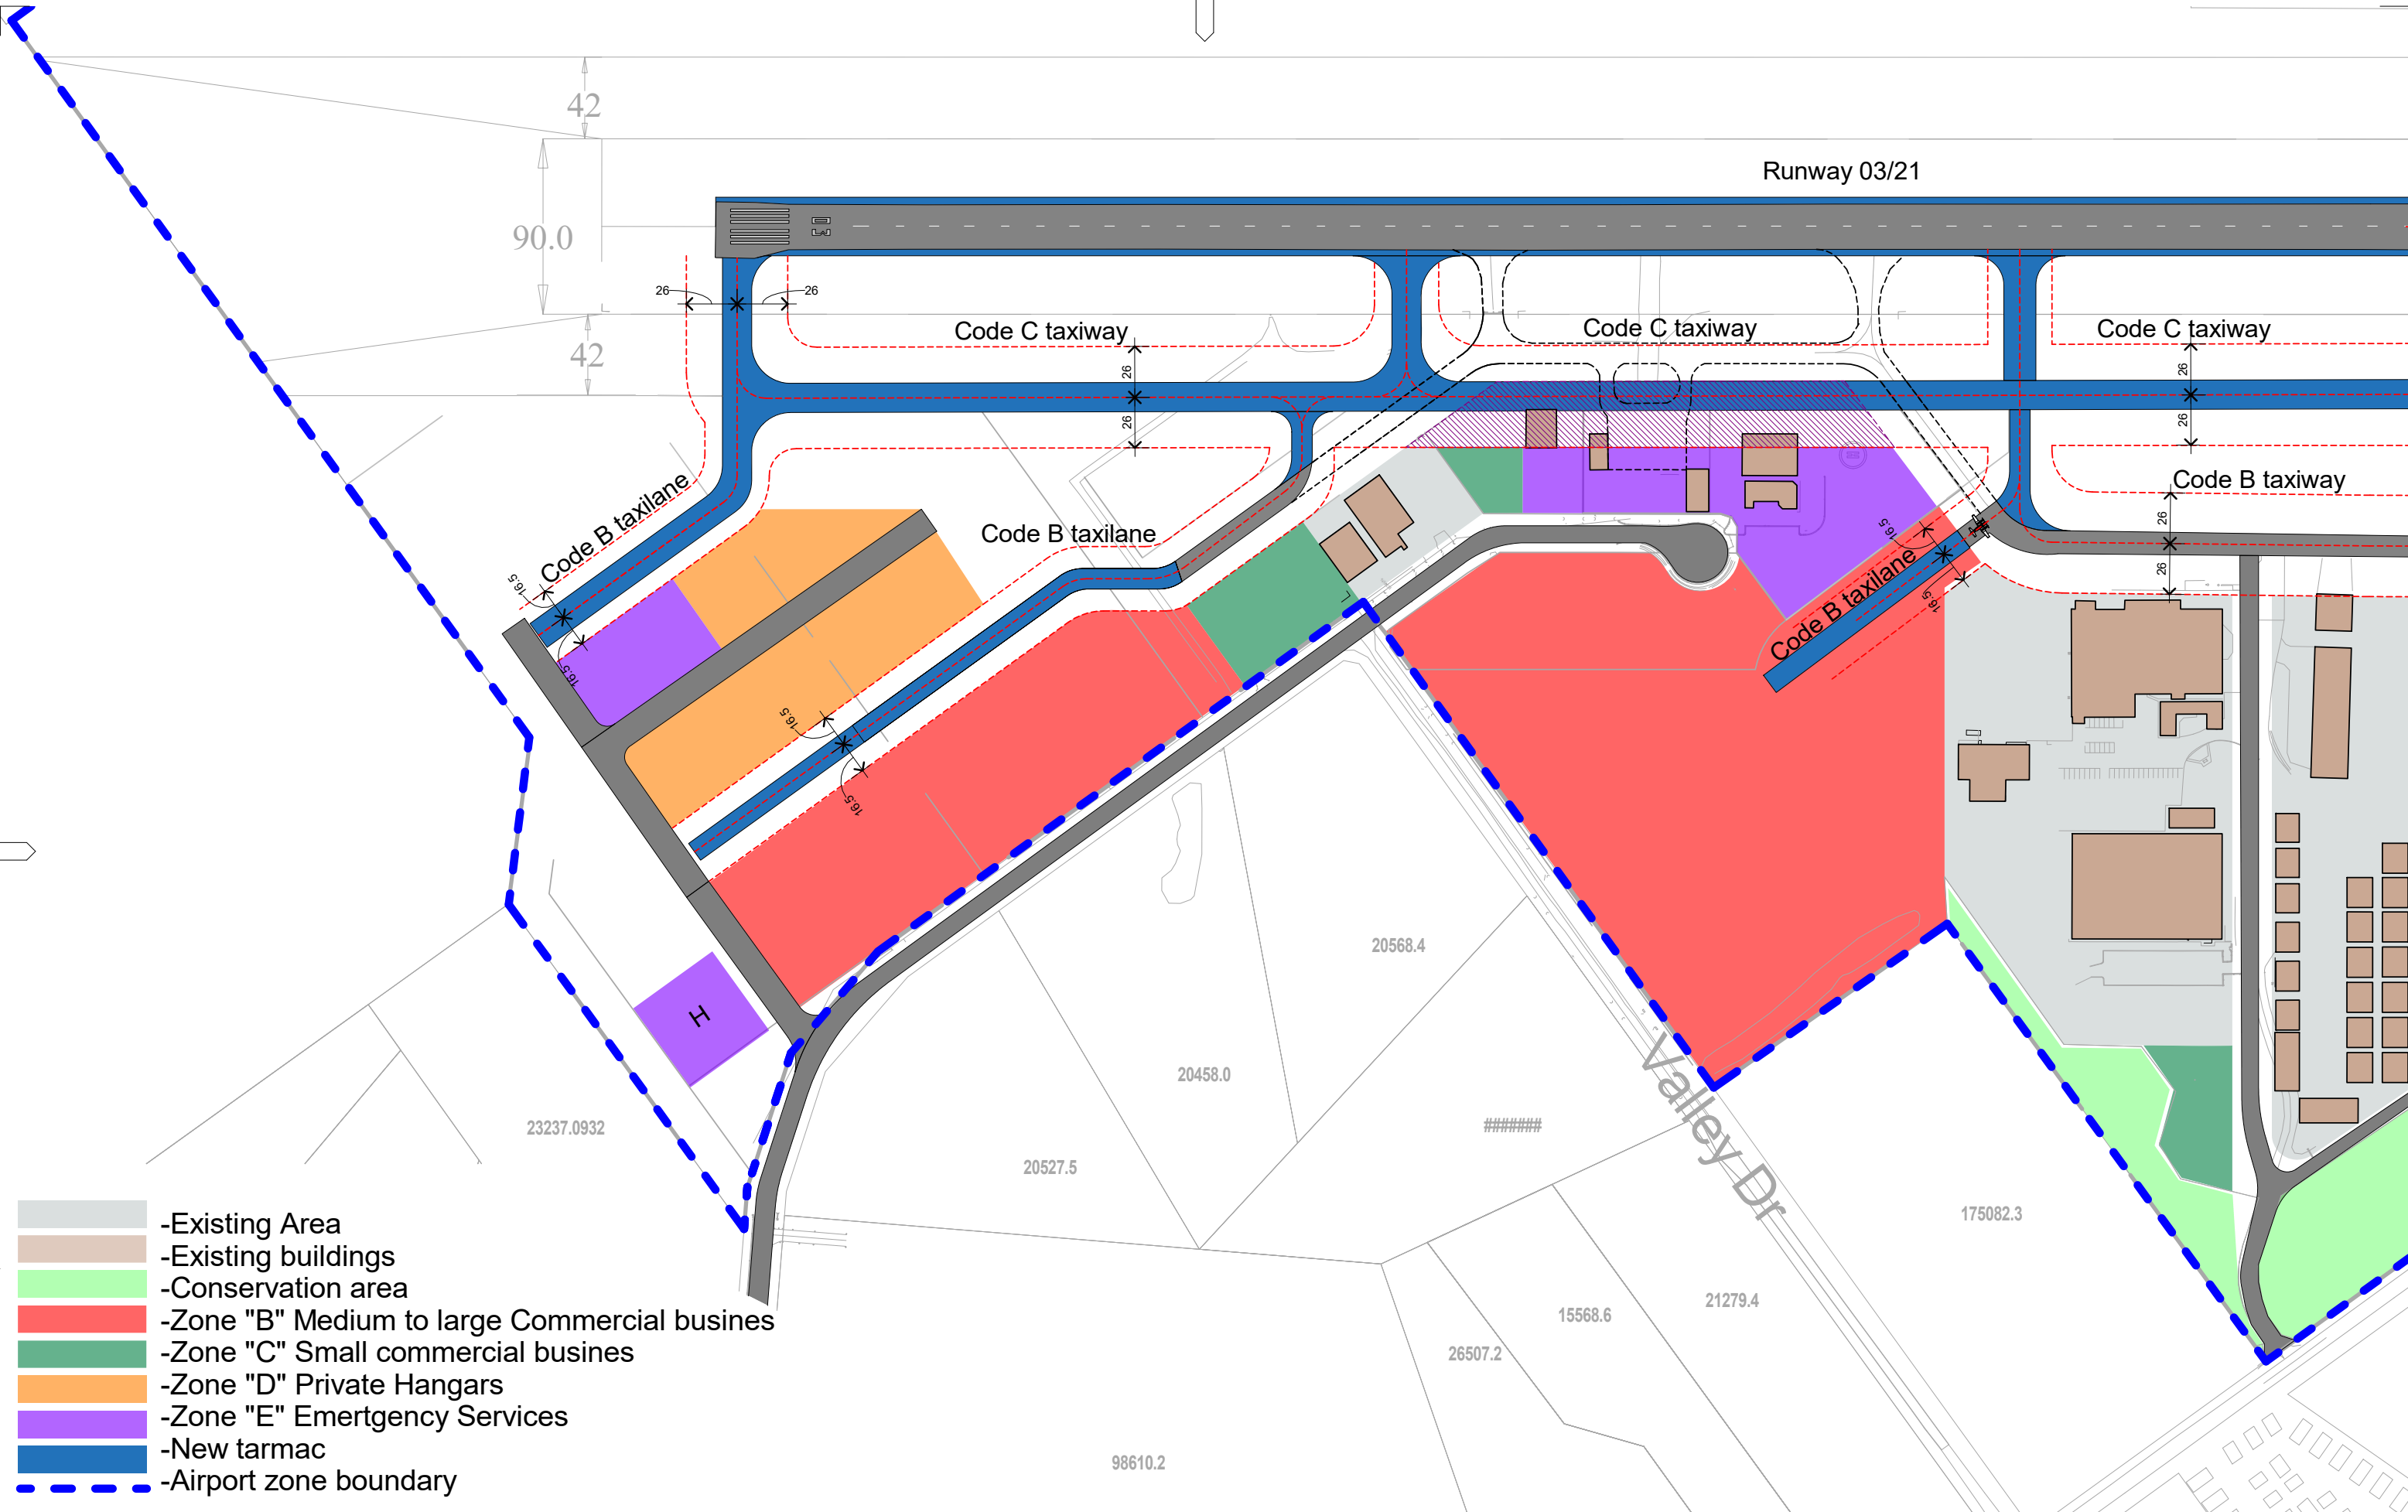 42
Runway 03/21
90.0
26
26
Code C taxiway
Code C taxiway
Code C taxiway
42
26
26
26
26
Code B taxilane
Code B taxiway
Code B taxilane
26
26
16.5
16.5
16.5
16.5
Code B taxilane
16.5
16.5
20568.4
H
20458.0
Valley Dr
23237.0932
#######
20527.5
175082.3
21279.4
15568.6
26507.2
98610.2
-Existing Area
-Existing buildings
-Conservation area
-Zone "B" Medium to large Commercial busines
-Zone "C" Small commercial busines
-Zone "D" Private Hangars
-Zone "E" Emertgency Services
-New tarmac
-Airport zone boundary